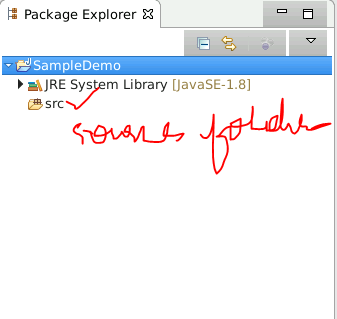 Package Explorer
SampleDemo
JRE System Library [JavaSE-1.8]
src
source folder